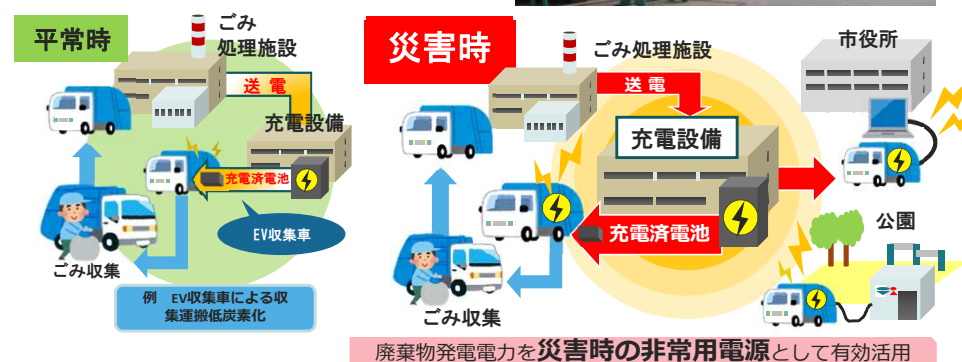 平常時
ごみ
処理施設
送 電
充電設備
充電済電池
EV収集車
ごみ収集
例　EV収集車による収
集運搬低炭素化
災害時
ごみ処理施設
送 電
充電設備
充電済電池
ごみ収集
市役所
公園
廃棄物発電電力を災害時の非常用電源として有効活用